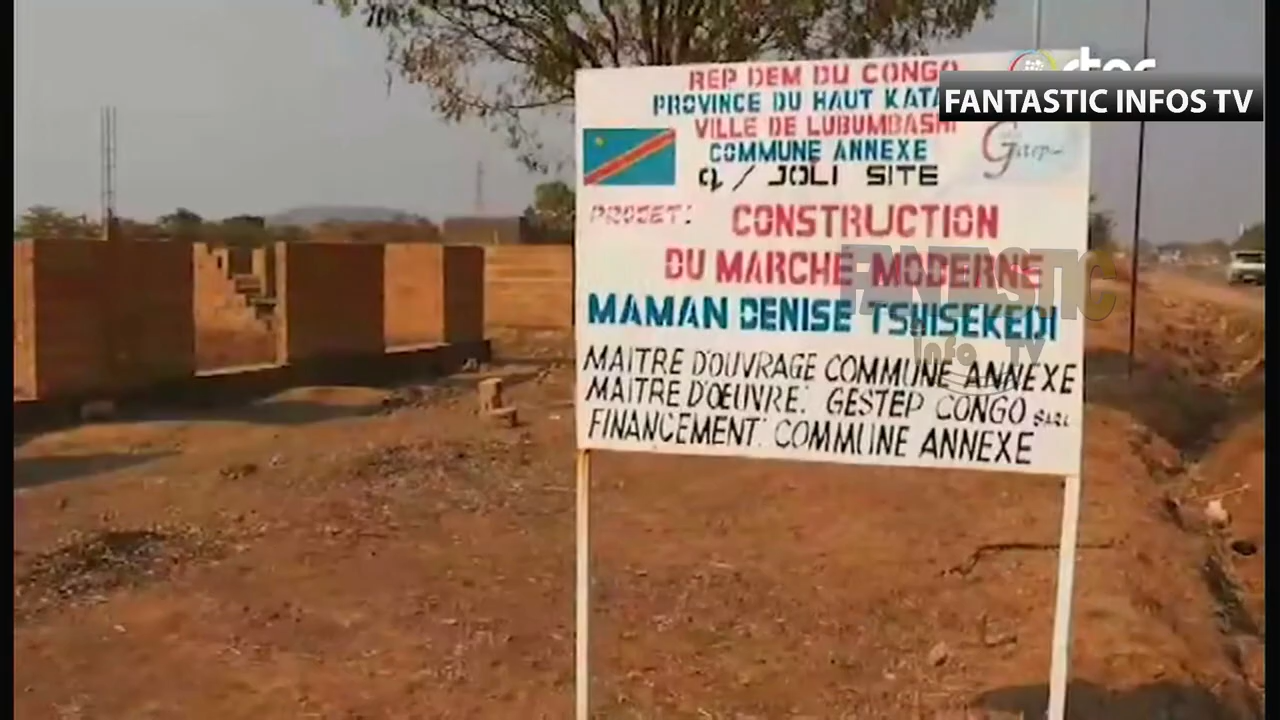 REP DEM DU CONGO
PROVINCE DU HAUT KATA
FANTASTIC INFOS TV
VILLE DE LUBUMBASHI
COMMUNE ANNEXE
Gestep
Q / JOLI SITE
PROJET: CONSTRUCTION
DU MARCHE MODERNE
FANTASTIC
Info TV
MAMAN DENISE TSHISEKEDI
MAITRE D'OUVRAGE COMMUNE ANNEXE
MAITRE D'OEUVRE: GESTEP CONGO SARL
FINANCEMENT: COMMUNE ANNEXE